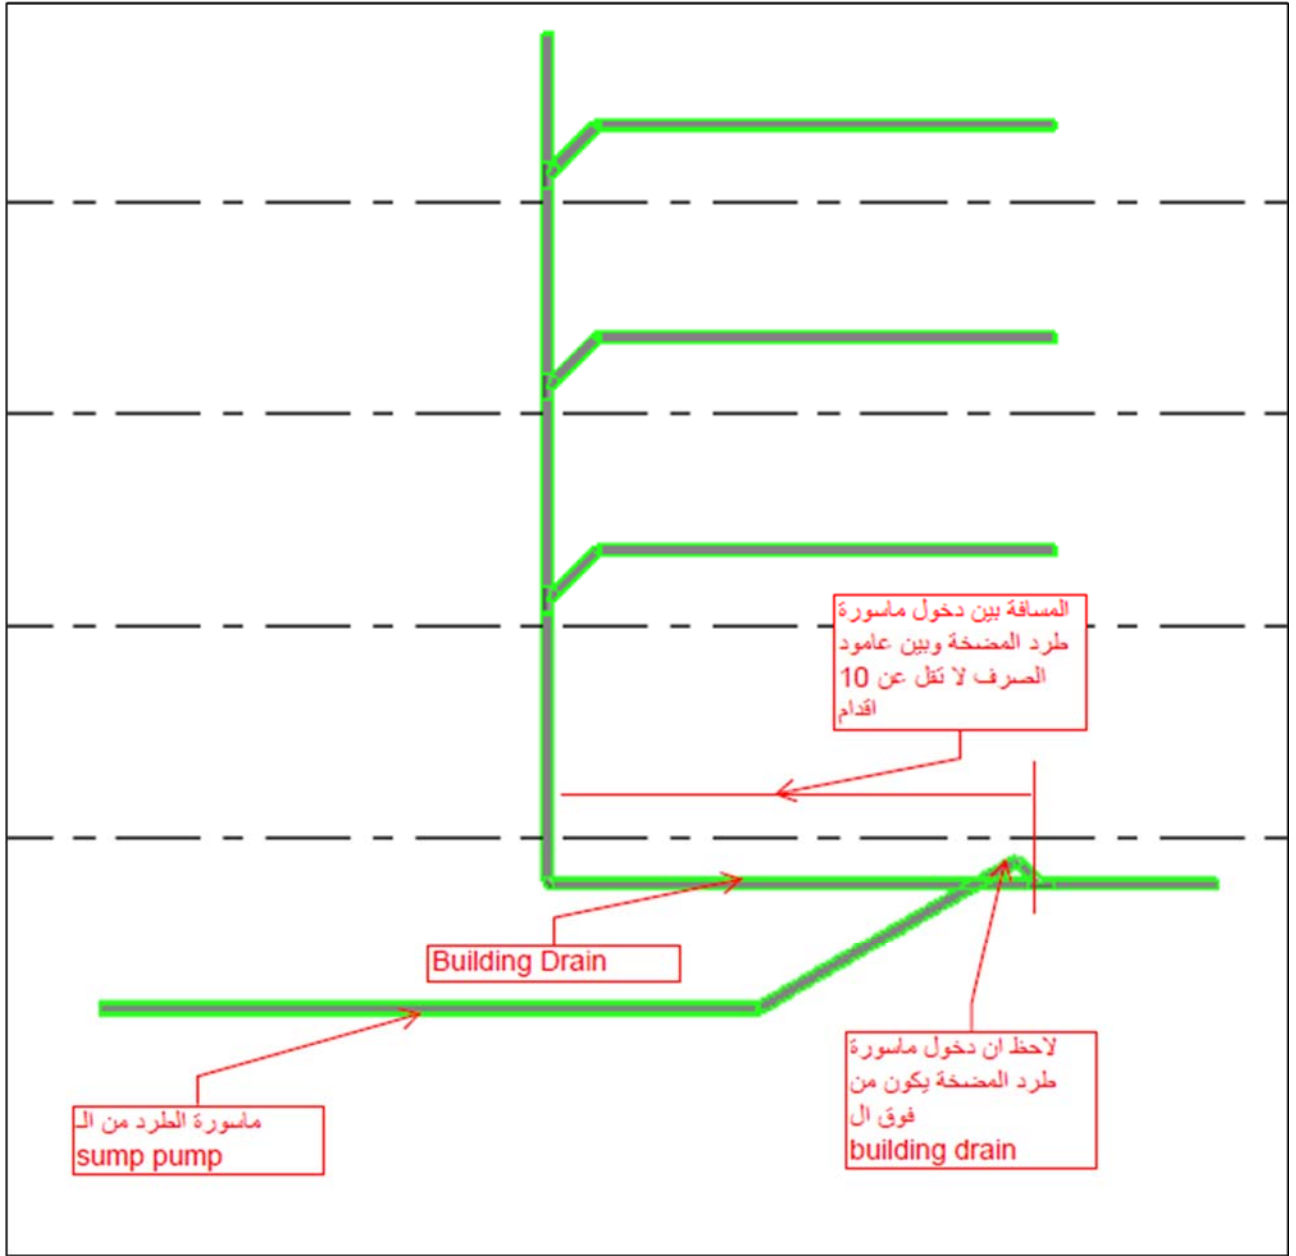 المسافة بين دخول ماسورة
طرد المضخة وبين عامود
الصرف لا تقل عن 10
اقدام
Building Drain
لاحظ ان دخول ماسورة
طرد المضخة يكون من
فوق ال
building drain
ماسورة الطرد من الـ
sump pump